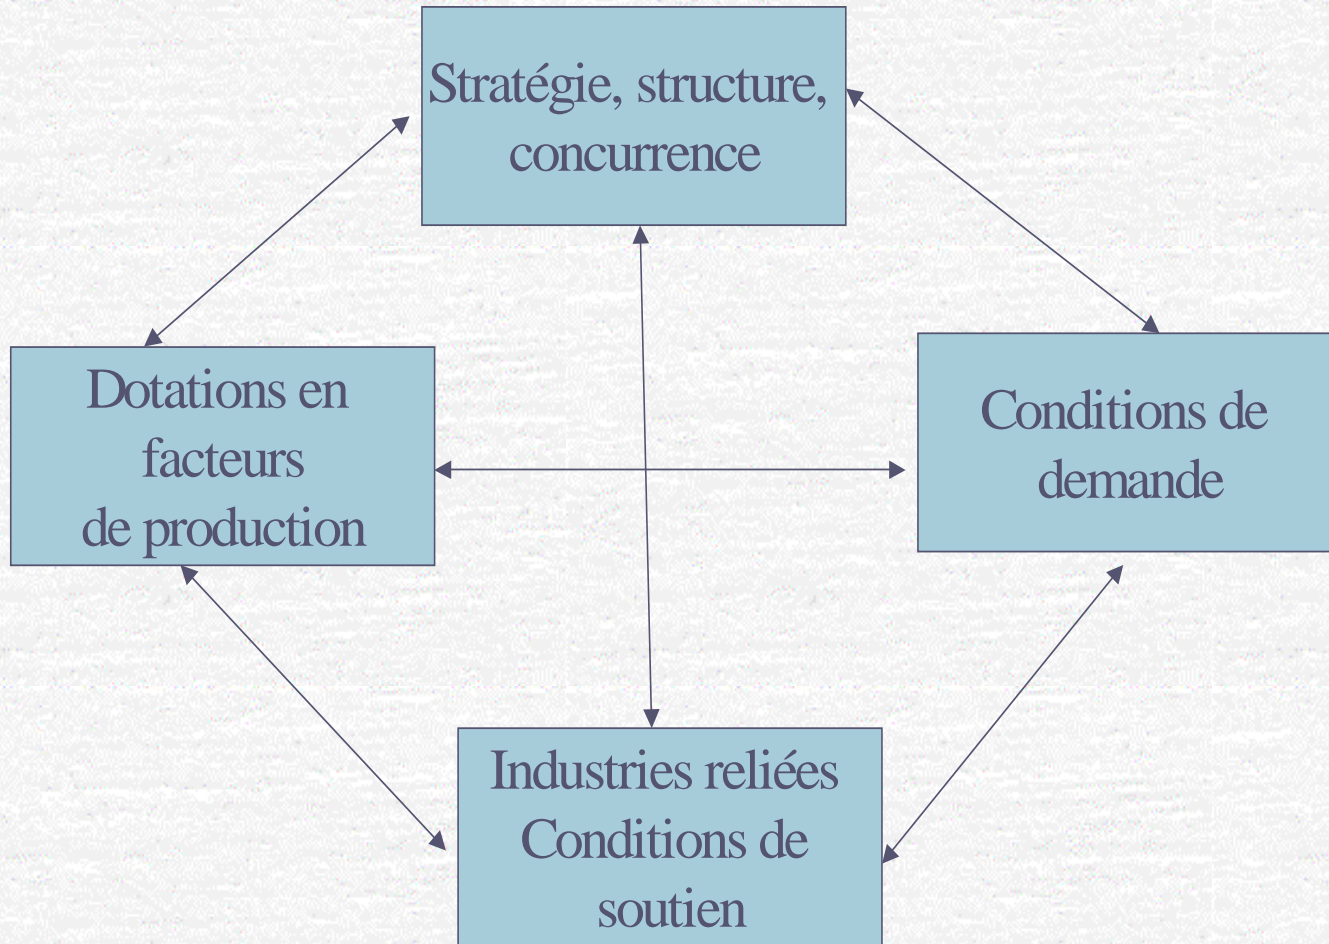 Stratégie, structure,
concurrence
Dotations en
facteurs
de production
Conditions de
demande
Industries reliées
Conditions de
soutien